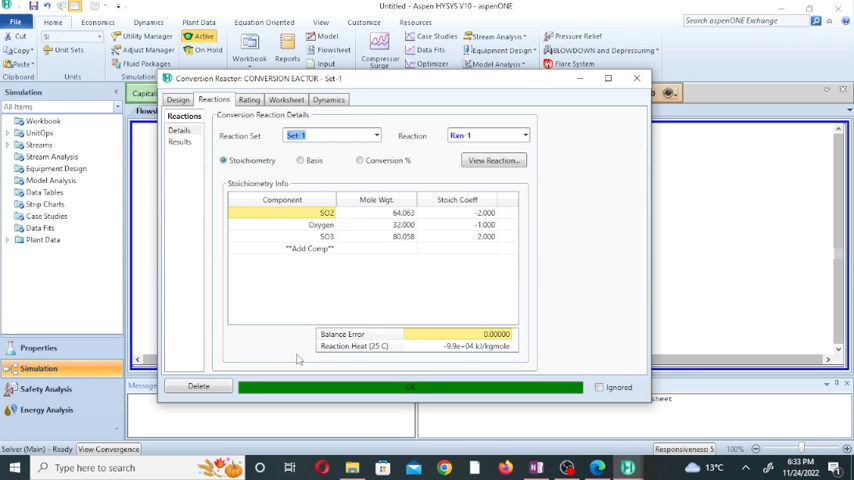 Untitled - Aspen HYSYS V10 - aspenONE
File Home Economics Dynamics Plant Data Equation Oriented View Customize Resources Search aspenONE Exchange
Cut SI Utility Manager Active Model Case Studies Stream Analysis Pressure Relief
Copy Unit Sets Adjust Manager On Hold Flowsheet Data Fits Equipment Design BLOWDOWN and Depressuring
Paste Fluid Packages Workbook Reports Input Compressor Surge Optimizer Model Analysis Flare System
Clipboard Units
Simulation
All Items
Workbook
UnitOps
Streams
Stream Analysis
Equipment Design
Model Analysis
Data Tables
Strip Charts
Case Studies
Data Fits
Plant Data
Properties
Simulation
Safety Analysis
Energy Analysis
Conversion Reactor: CONVERSION EACTOR - Set-1
Design Reactions Rating Worksheet Dynamics
Reactions
Details
Results
Conversion Reaction Details
Reaction Set Set-1 Reaction Rxn-1
Stoichiometry Basis Conversion % View Reaction...
Stoichiometry Info
Component Mole Wgt. Stoich Coeff
SO2 64.063 -2.000
Oxygen 32.000 -1.000
SO3 80.058 2.000
**Add Comp**
Balance Error 0.00000
Reaction Heat (25 C) -9.9e+04 kJ/kgmole
Delete OK Ignored
Solver (Main) - Ready View Convergence Responsiveness: 5 100%
Type here to search 13°C 6:33 PM
11/24/2022